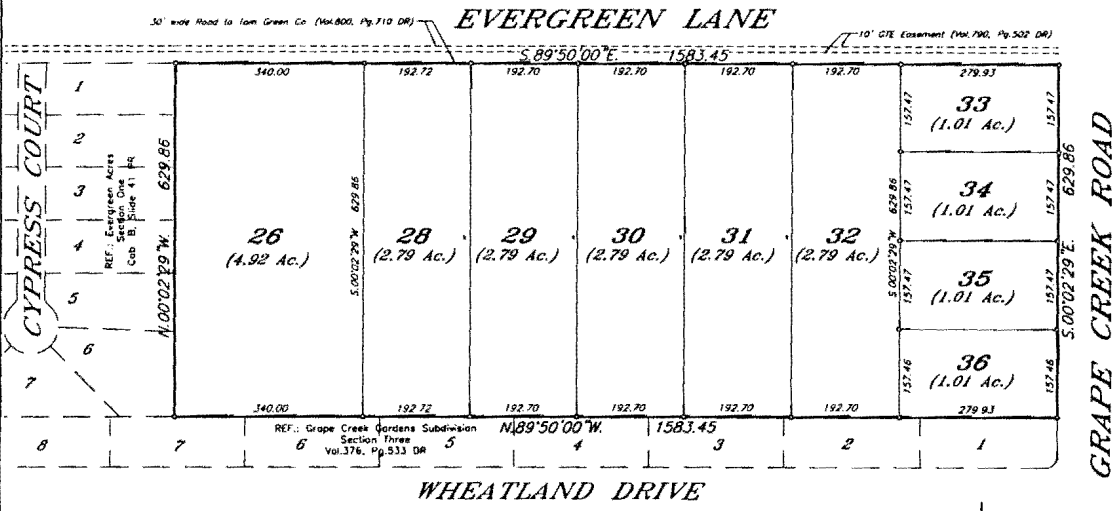 EVERGREEN LANE
30' wide Road to Tom Green Co (Vol.800, Pg.710 DR)
10' GTE Easement (Vol.790, Pg.502 DR)
S.89°50'00"E. 1583.45
340.00 192.72 192.70 192.70 192.70 192.70 279.93
CYPRESS COURT
1
2
3
4
5
6
7
REF.: Evergreen Acres
Section One
Cab B, Slide 41 PR
N.00°02'29"W. 629.86
26
(4.92 Ac.)
S.00°02'29"W 629.86
28
(2.79 Ac.)
29
(2.79 Ac.)
30
(2.79 Ac.)
31
(2.79 Ac.)
32
(2.79 Ac.)
S.00°02'29"W 629.86
157.47
33
(1.01 Ac.)
157.47
157.47
34
(1.01 Ac.)
157.47
157.47
35
(1.01 Ac.)
157.47
157.46
36
(1.01 Ac.)
157.46
S.00°02'29"E. 629.86
GRAPE CREEK ROAD
340.00 192.72 192.70 192.70 192.70 192.70 279.93
REF.: Grape Creek Gardens Subdivision
Section Three
Vol.376, Pg.533 DR
N.89°50'00"W. 1583.45
8 7 6 5 4 3 2 1
WHEATLAND DRIVE